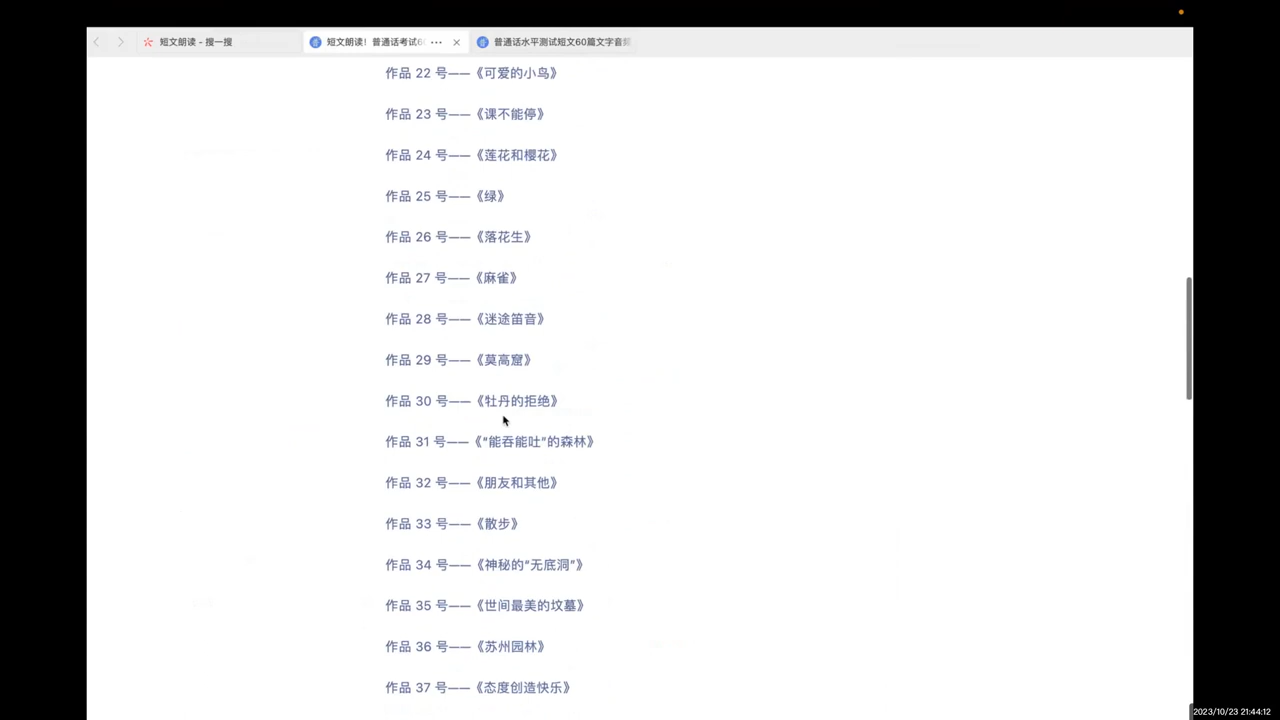 短文朗读 - 搜一搜
短文朗读！普通话考试6
普通话水平测试短文60篇文字音频
作品 22 号——《可爱的小鸟》
作品 23 号——《课不能停》
作品 24 号——《莲花和樱花》
作品 25 号——《绿》
作品 26 号——《落花生》
作品 27 号——《麻雀》
作品 28 号——《迷途笛音》
作品 29 号——《莫高窟》
作品 30 号——《牡丹的拒绝》
作品 31 号——《“能吞能吐”的森林》
作品 32 号——《朋友和其他》
作品 33 号——《散步》
作品 34 号——《神秘的“无底洞”》
作品 35 号——《世间最美的坟墓》
作品 36 号——《苏州园林》
作品 37 号——《态度创造快乐》
2023/10/23 21:44:12